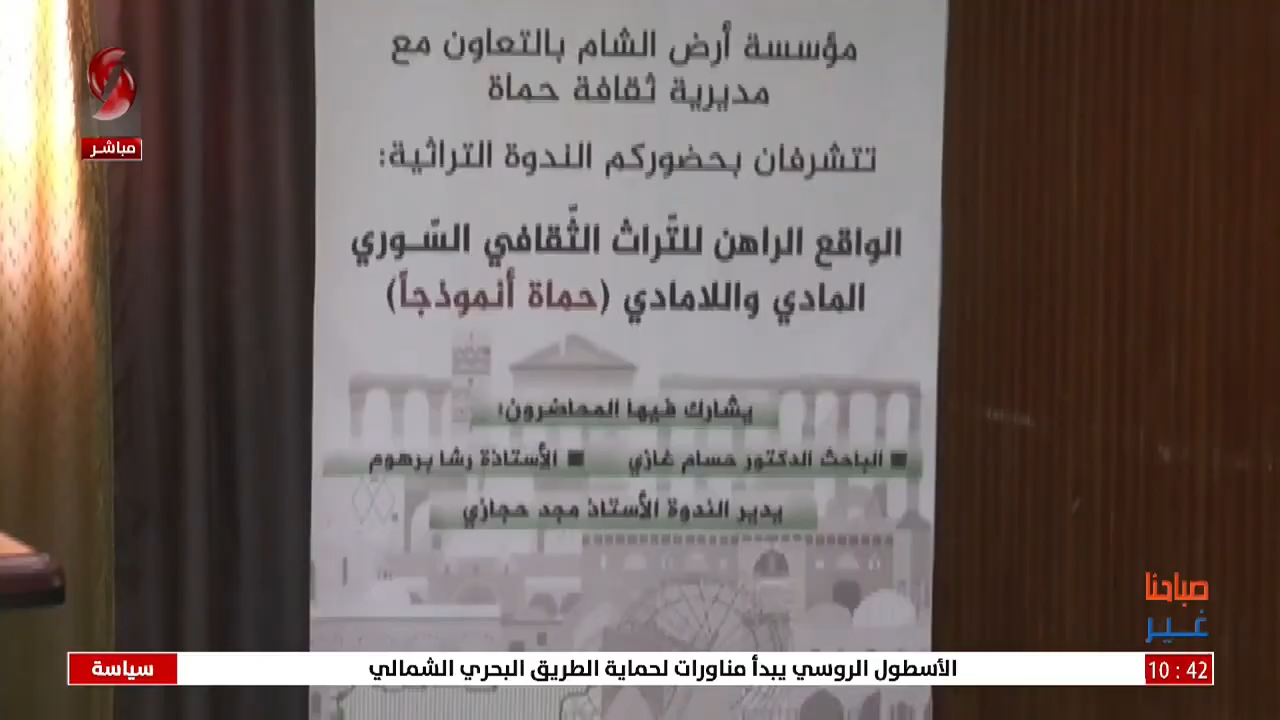 مؤسسة أرض الشام بالتعاون مع
مديرية ثقافة حماة
تتشرفان بحضوركم الندوة التراثية:
الواقع الراهن للتّراث الثّقافي السّوري
المادي واللامادي (حماة أنموذجاً)
يشارك فيها المحاضرون:
■ الباحث الدكتور حسام غازي ■ الأستاذة رشا برهوم
يدير الندوة الأستاذ مجد حجازي
مباشر
صباحنا
غير
سياسة
الأسطول الروسي يبدأ مناورات لحماية الطريق البحري الشمالي
10 : 42